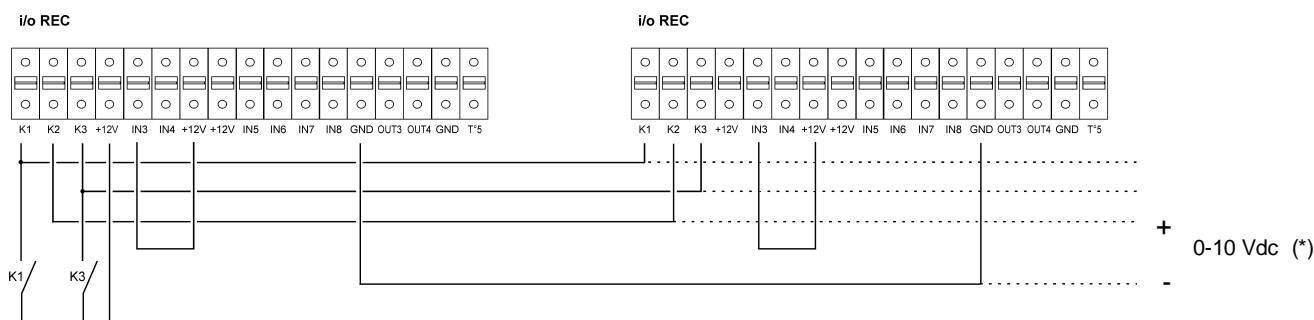 i/o REC i/o REC
K1 K2 K3 +12V IN3 IN4 +12V +12V IN5 IN6 IN7 IN8 GND OUT3 OUT4 GND T°5 K1 K2 K3 +12V IN3 IN4 +12V +12V IN5 IN6 IN7 IN8 GND OUT3 OUT4 GND T°5
+
0-10 Vdc (*)
-
K1 K3